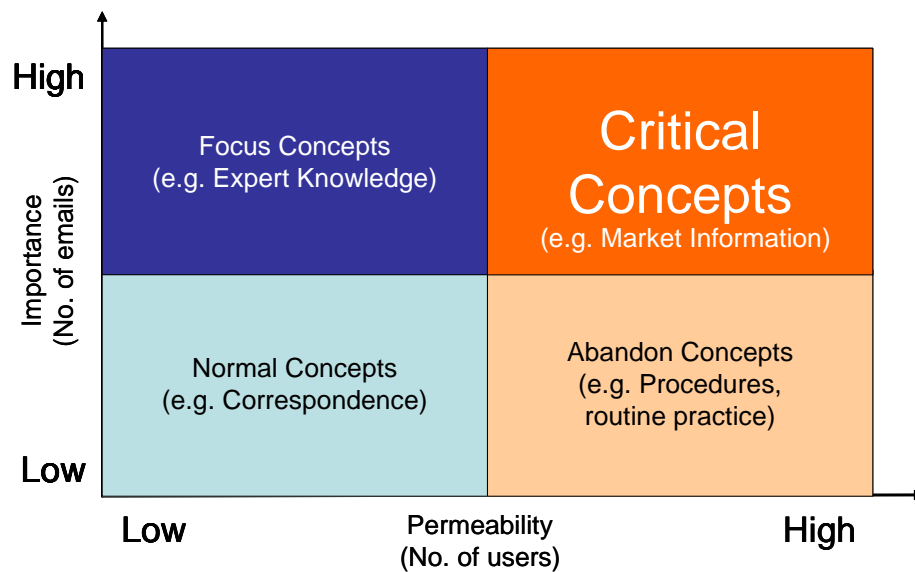 High
Importance
(No. of emails)
Low
Focus Concepts
(e.g. Expert Knowledge)
Critical
Concepts
(e.g. Market Information)
Normal Concepts
(e.g. Correspondence)
Abandon Concepts
(e.g. Procedures,
routine practice)
Low
Permeability
(No. of users)
High